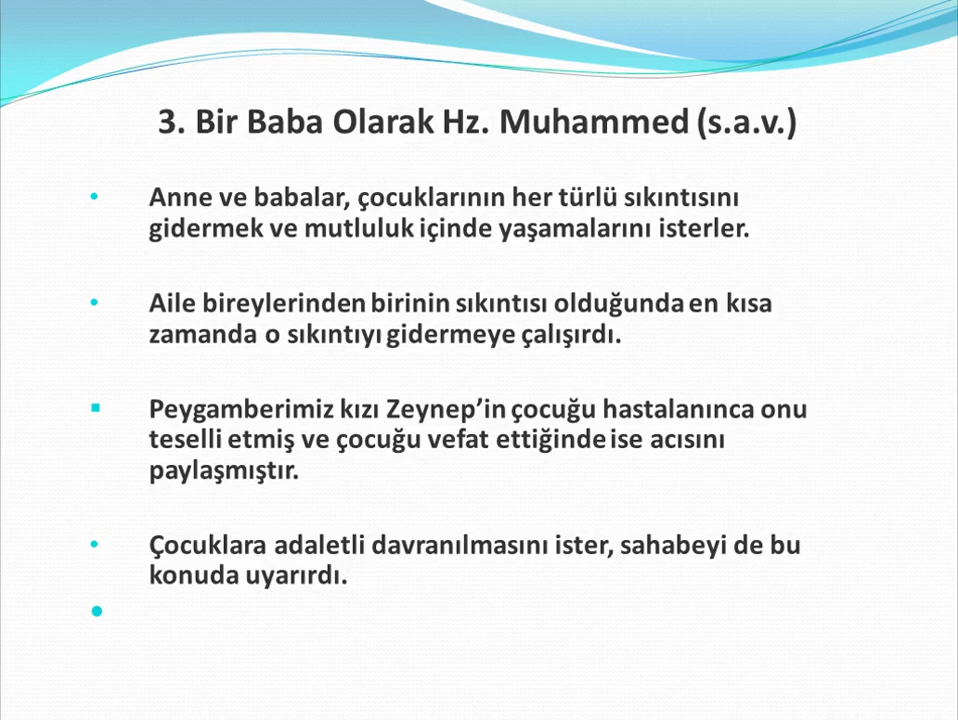 3. Bir Baba Olarak Hz. Muhammed (s.a.v.)
• Anne ve babalar, çocuklarının her türlü sıkıntısını
gidermek ve mutluluk içinde yaşamalarını isterler.
• Aile bireylerinden birinin sıkıntısı olduğunda en kısa
zamanda o sıkıntıyı gidermeye çalışırdı.
▪ Peygamberimiz kızı Zeynep’in çocuğu hastalanınca onu
teselli etmiş ve çocuğu vefat ettiğinde ise acısını
paylaşmıştır.
• Çocuklara adaletli davranılmasını ister, sahabeyi de bu
konuda uyarırdı.
•